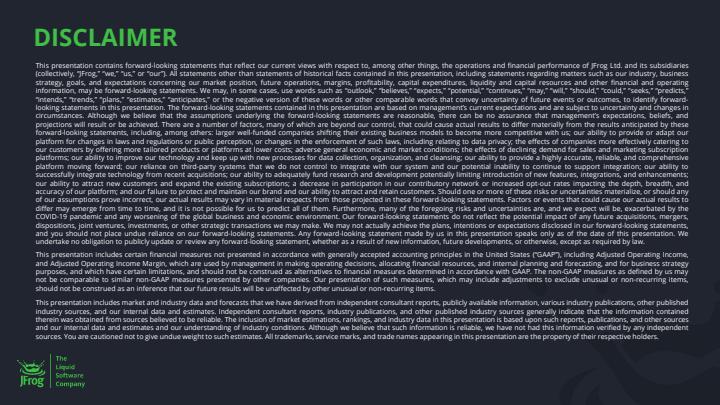 DISCLAIMER
This presentation contains forward-looking statements that reflect our current views with respect to, among other things, the operations and financial performance of JFrog Ltd. and its subsidiaries
(collectively, "JFrog," "we," "us," or "our"). All statements other than statements of historical facts contained in this presentation, including statements regarding matters such as our industry, business
strategy, goals, and expectations concerning our market position, future operations, margins, profitability, capital expenditures, liquidity and capital resources and other financial and operating
information, may be forward-looking statements. We may, in some cases, use words such as "outlook," "believes," "expects," "potential," "continues," "may," "will," "should," "could," "seeks," "predicts,"
"intends," "trends," "plans," "estimates," "anticipates," or the negative version of these words or other comparable words that convey uncertainty of future events or outcomes, to identify forward-
looking statements in this presentation. The forward-looking statements contained in this presentation are based on management's current expectations and are subject to uncertainty and changes in
circumstances. Although we believe that the assumptions underlying the forward-looking statements are reasonable, there can be no assurance that management's expectations, beliefs, and
projections will result or be achieved. There are a number of factors, many of which are beyond our control, that could cause actual results to differ materially from the results anticipated by these
forward-looking statements, including, among others: larger well-funded companies shifting their existing business models to become more competitive with us; our ability to provide or adapt our
platform for changes in laws and regulations or public perception, or changes in the enforcement of such laws, including relating to data privacy; the effects of companies more effectively catering to
our customers by offering more tailored products or platforms at lower costs; adverse general economic and market conditions; the effects of declining demand for sales and marketing subscription
platforms; our ability to improve our technology and keep up with new processes for data collection, organization, and cleansing; our ability to provide a highly accurate, reliable, and comprehensive
platform moving forward; our reliance on third-party systems that we do not control to integrate with our system and our potential inability to continue to support integration; our ability to
successfully integrate technology from recent acquisitions; our ability to adequately fund research and development potentially limiting introduction of new features, integrations, and enhancements;
our ability to attract new customers and expand the existing subscriptions; a decrease in participation in our contributory network or increased opt-out rates impacting the depth, breadth, and
accuracy of our platform; and our failure to protect and maintain our brand and our ability to attract and retain customers. Should one or more of these risks or uncertainties materialize, or should any
of our assumptions prove incorrect, our actual results may vary in material respects from those projected in these forward-looking statements. Factors or events that could cause our actual results to
differ may emerge from time to time, and it is not possible for us to predict all of them. Furthermore, many of the foregoing risks and uncertainties are, and we expect will be, exacerbated by the
COVID-19 pandemic and any worsening of the global business and economic environment. Our forward-looking statements do not reflect the potential impact of any future acquisitions, mergers,
dispositions, joint ventures, investments, or other strategic transactions we may make. We may not actually achieve the plans, intentions or expectations disclosed in our forward-looking statements,
and you should not place undue reliance on our forward-looking statements. Any forward-looking statement made by us in this presentation speaks only as of the date of this presentation. We
undertake no obligation to publicly update or review any forward-looking statement, whether as a result of new information, future developments, or otherwise, except as required by law.
This presentation includes certain financial measures not presented in accordance with generally accepted accounting principles in the United States ("GAAP"), including Adjusted Operating Income,
and Adjusted Operating Income Margin, which are used by management in making operating decisions, allocating financial resources, and internal planning and forecasting, and for business strategy
purposes, and which have certain limitations, and should not be construed as alternatives to financial measures determined in accordance with GAAP. The non-GAAP measures as defined by us may
not be comparable to similar non-GAAP measures presented by other companies. Our presentation of such measures, which may include adjustments to exclude unusual or non-recurring items,
should not be construed as an inference that our future results will be unaffected by other unusual or non-recurring items.
This presentation includes market and industry data and forecasts that we have derived from independent consultant reports, publicly available information, various industry publications, other published
industry sources, and our internal data and estimates. Independent consultant reports, industry publications, and other published industry sources generally indicate that the information contained
therein was obtained from sources believed to be reliable. The inclusion of market estimates, rankings, and industry data in this presentation is based upon such reports, publications, and other sources
and our internal data and estimates and our understanding of industry conditions. Although we believe that such information is reliable, we have not had this information verified by any independent
sources. You are cautioned not to give undue weight to such estimates. All trademarks, service marks, and trade names appearing in this presentation are the property of their respective holders.
JFrog
The
Liquid
Software
Company